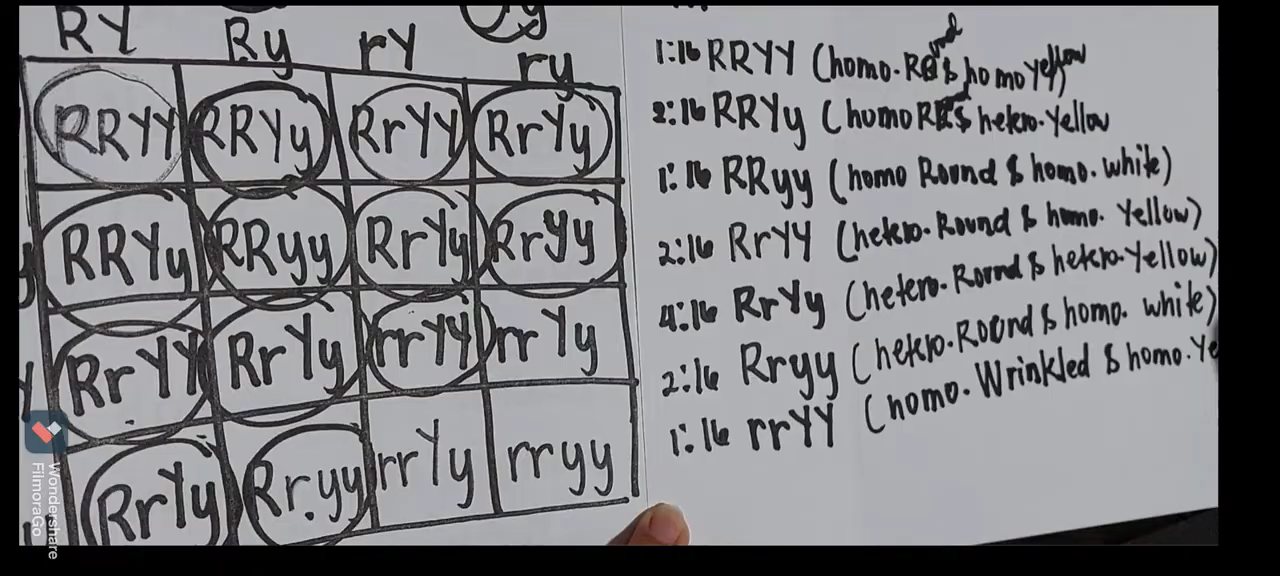 RY Ry rY ry
RRYY RRYy RrYY RrYy
RRYy RRyy RrYy Rryy
RrYY RrYy rrYY rrYy
RrYy Rryy rrYy rryy
1:16 RRYY (homo. Round & homo yellow
2:16 RRYy (homo & hetero. Yellow
1:16 RRyy (homo Round & homo. white)
2:16 RrYY (hetero. Round & homo. Yellow)
4:16 RrYy (hetero. Round & hetero. Yellow)
2:16 Rryy (hetero. Round & homo. white)
1:16 rrYY (homo. Wrinkled & homo. Ye
Wondershare
FilmoraGo